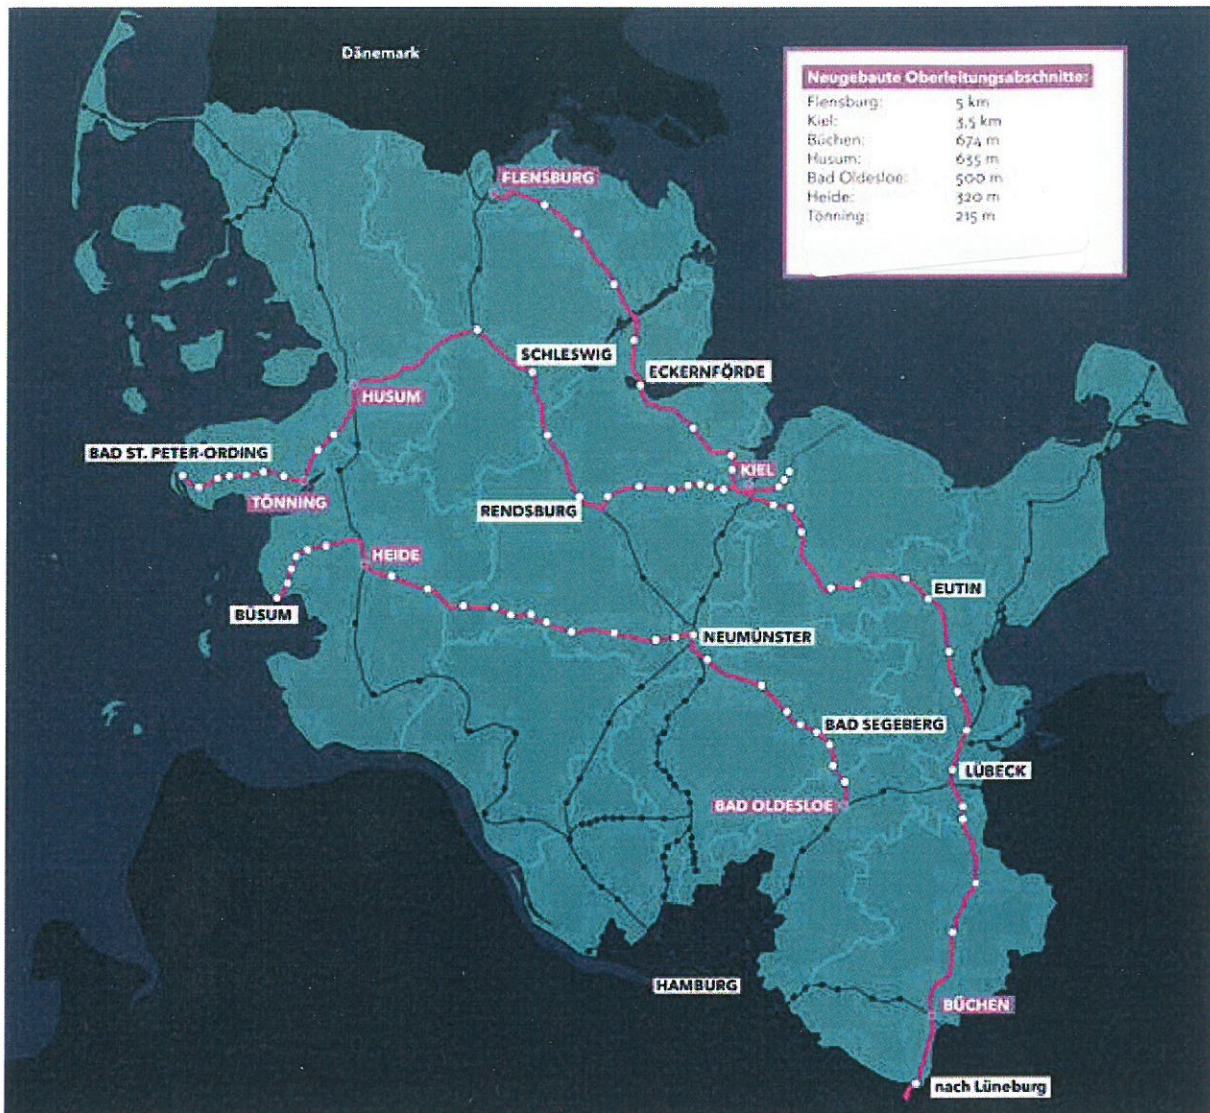 Dänemark
Neugebaute Oberleitungsabschnitte:
Flensburg: 5 km
Kiel: 3,5 km
Büchen: 674 m
Husum: 635 m
Bad Oldesloe: 500 m
Heide: 320 m
Tönning: 215 m
FLENSBURG
SCHLESWIG
ECKERNFÖRDE
HUSUM
BAD ST. PETER-ORDING
KIEL
TÖNNING
RENDSBURG
HEIDE
EUTIN
BÜSUM
NEUMÜNSTER
BAD SEGEBERG
LÜBECK
BAD OLDESLOE
HAMBURG
BÜCHEN
nach Lüneburg